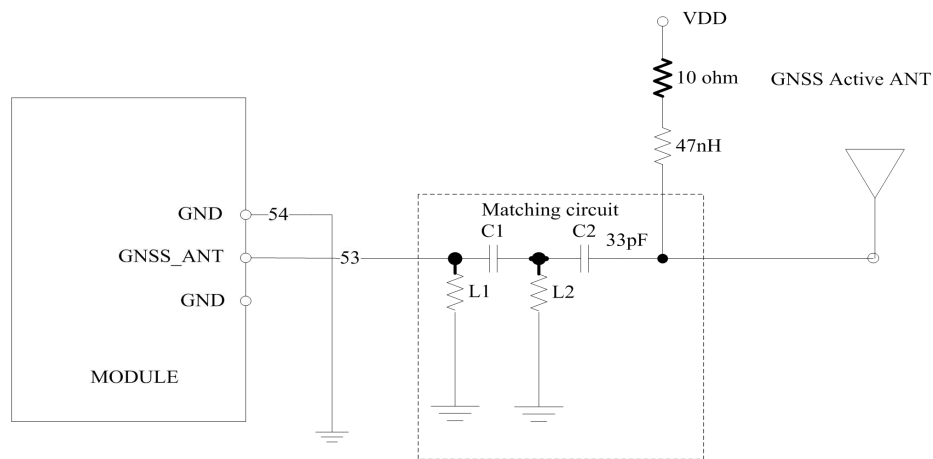 VDD
10 ohm
GNSS Active ANT
47nH
Matching circuit
GND
54
C1
C2
33pF
GNSS_ANT
53
L1
L2
GND
MODULE